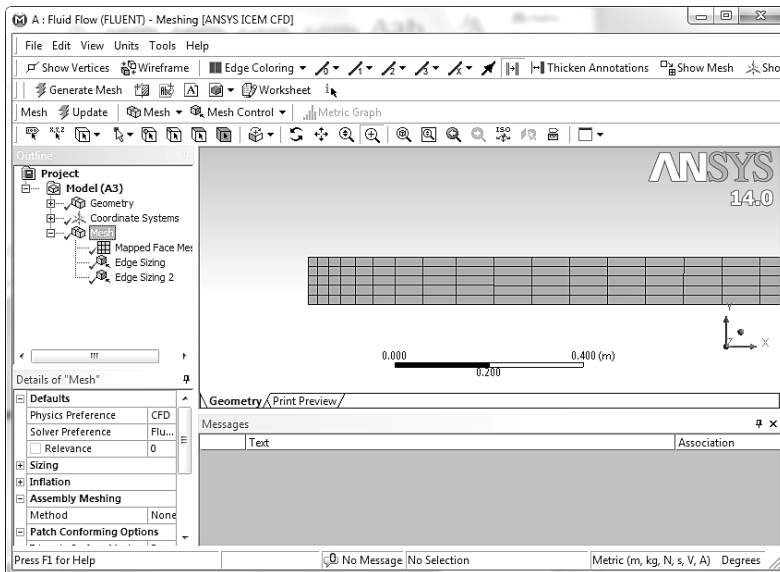 A : Fluid Flow (FLUENT) - Meshing [ANSYS ICEM CFD]
File Edit View Units Tools Help
Show Vertices Wireframe Edge Coloring Thicken Annotations Show Mesh Sho
Generate Mesh A Worksheet
Mesh Update Mesh Mesh Control Metric Graph
ISO
Outline
Project
Model (A3)
Geometry
Coordinate Systems
Mesh
Mapped Face Mes
Edge Sizing
Edge Sizing 2
ANSYS
14.0
Y
Z X
0.000 0.400 (m)
0.200
Geometry Print Preview
Details of "Mesh"
Defaults
Physics Preference CFD
Solver Preference Flu...
Relevance 0
Sizing
Inflation
Assembly Meshing
Method None
Patch Conforming Options
Messages
Text Association
Press F1 for Help 0 No Message No Selection Metric (m, kg, N, s, V, A) Degrees